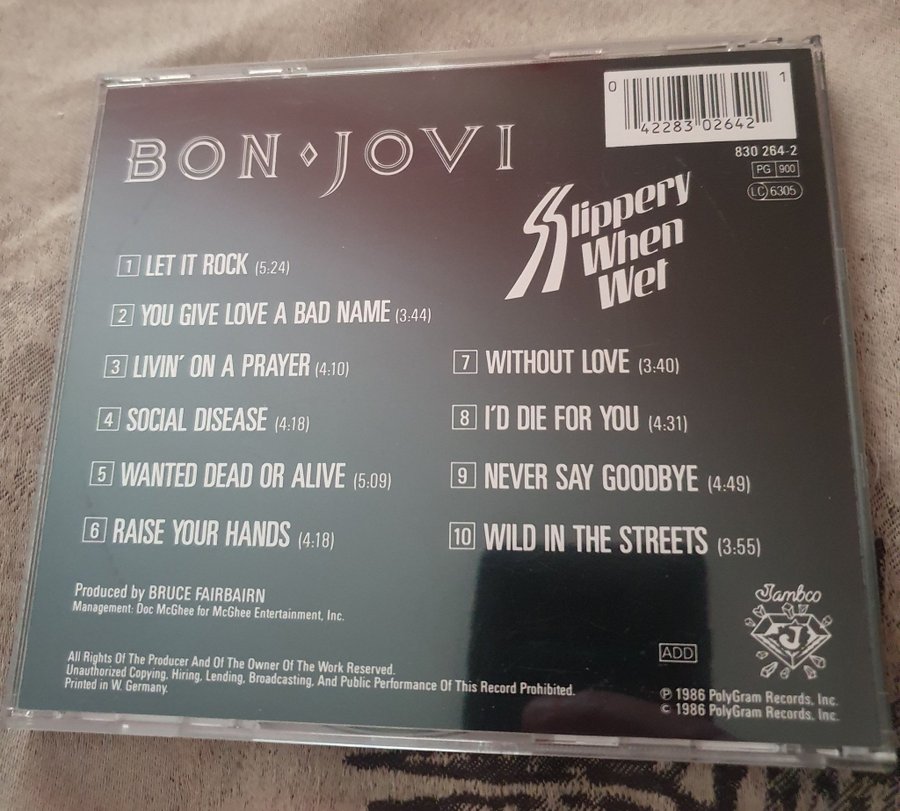 0 42283 02642 1
BON JOVI
830 264-2
PG 900
LC 6305
Slippery
When
Wet
1 LET IT ROCK (5:24)
2 YOU GIVE LOVE A BAD NAME (3:44)
3 LIVIN' ON A PRAYER (4:10)
4 SOCIAL DISEASE (4:18)
5 WANTED DEAD OR ALIVE (5:09)
6 RAISE YOUR HANDS (4:18)
7 WITHOUT LOVE (3:40)
8 I'D DIE FOR YOU (4:31)
9 NEVER SAY GOODBYE (4:49)
10 WILD IN THE STREETS (3:55)
Produced by BRUCE FAIRBAIRN
Management: Doc McGhee for McGhee Entertainment, Inc.
All Rights Of The Producer And Of The Owner Of The Work Reserved.
Unauthorized Copying, Hiring, Lending, Broadcasting, And Public Performance Of This Record Prohibited.
Printed in W. Germany.
ADD
Jambco
J
℗ 1986 PolyGram Records, Inc.
© 1986 PolyGram Records, Inc.